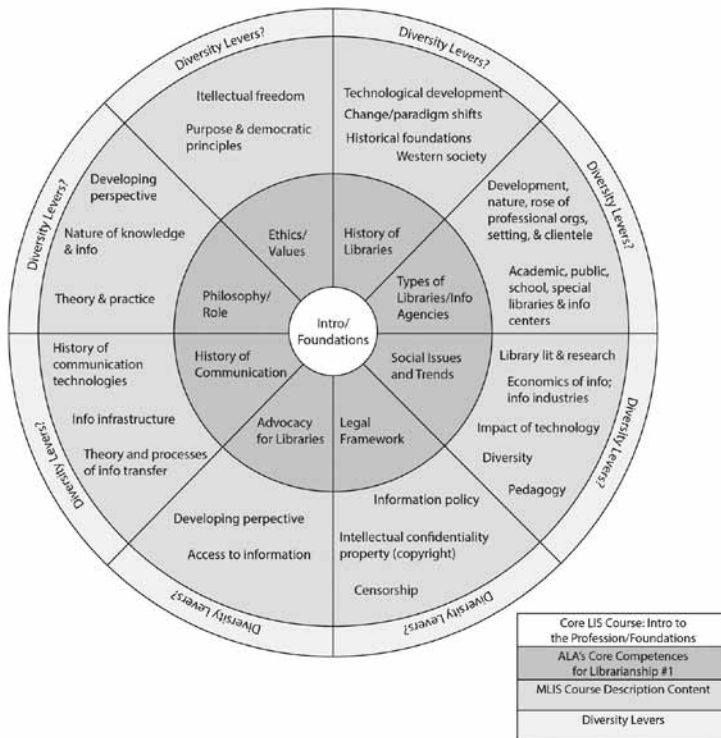 Diversity Levers?
Diversity Levers?
Itellectual freedom
Purpose & democratic
principles
Technological development
Change/paradigm shifts
Historical foundations
Western society
Diversity Levers?
Developing
perspective
Nature of knowledge
& info
Theory & practice
Ethics/
Values
History of
Libraries
Development,
nature, rose of
professional orgs,
setting, & clientele
Academic, public,
school, special
libraries & info
centers
Diversity Levers?
Philosophy/
Role
Types of
Libraries/Info
Agencies
Intro/
Foundations
History of
communication
technologies
Info infrastructure
Theory and processes
of info transfer
Diversity Levers?
History of
Communication
Social Issues
and Trends
Library lit & research
Economics of info;
info industries
Impact of technology
Diversity
Pedagogy
Diversity Levers?
Advocacy
for Libraries
Legal
Framework
Developing perpective
Access to information
Diversity Levers?
Information policy
Intellectual confidentiality
property (copyright)
Censorship
Diversity Levers?
Core LIS Course: Intro to
the Profession/Foundations
ALA's Core Competences
for Librarianship #1
MLIS Course Description Content
Diversity Levers